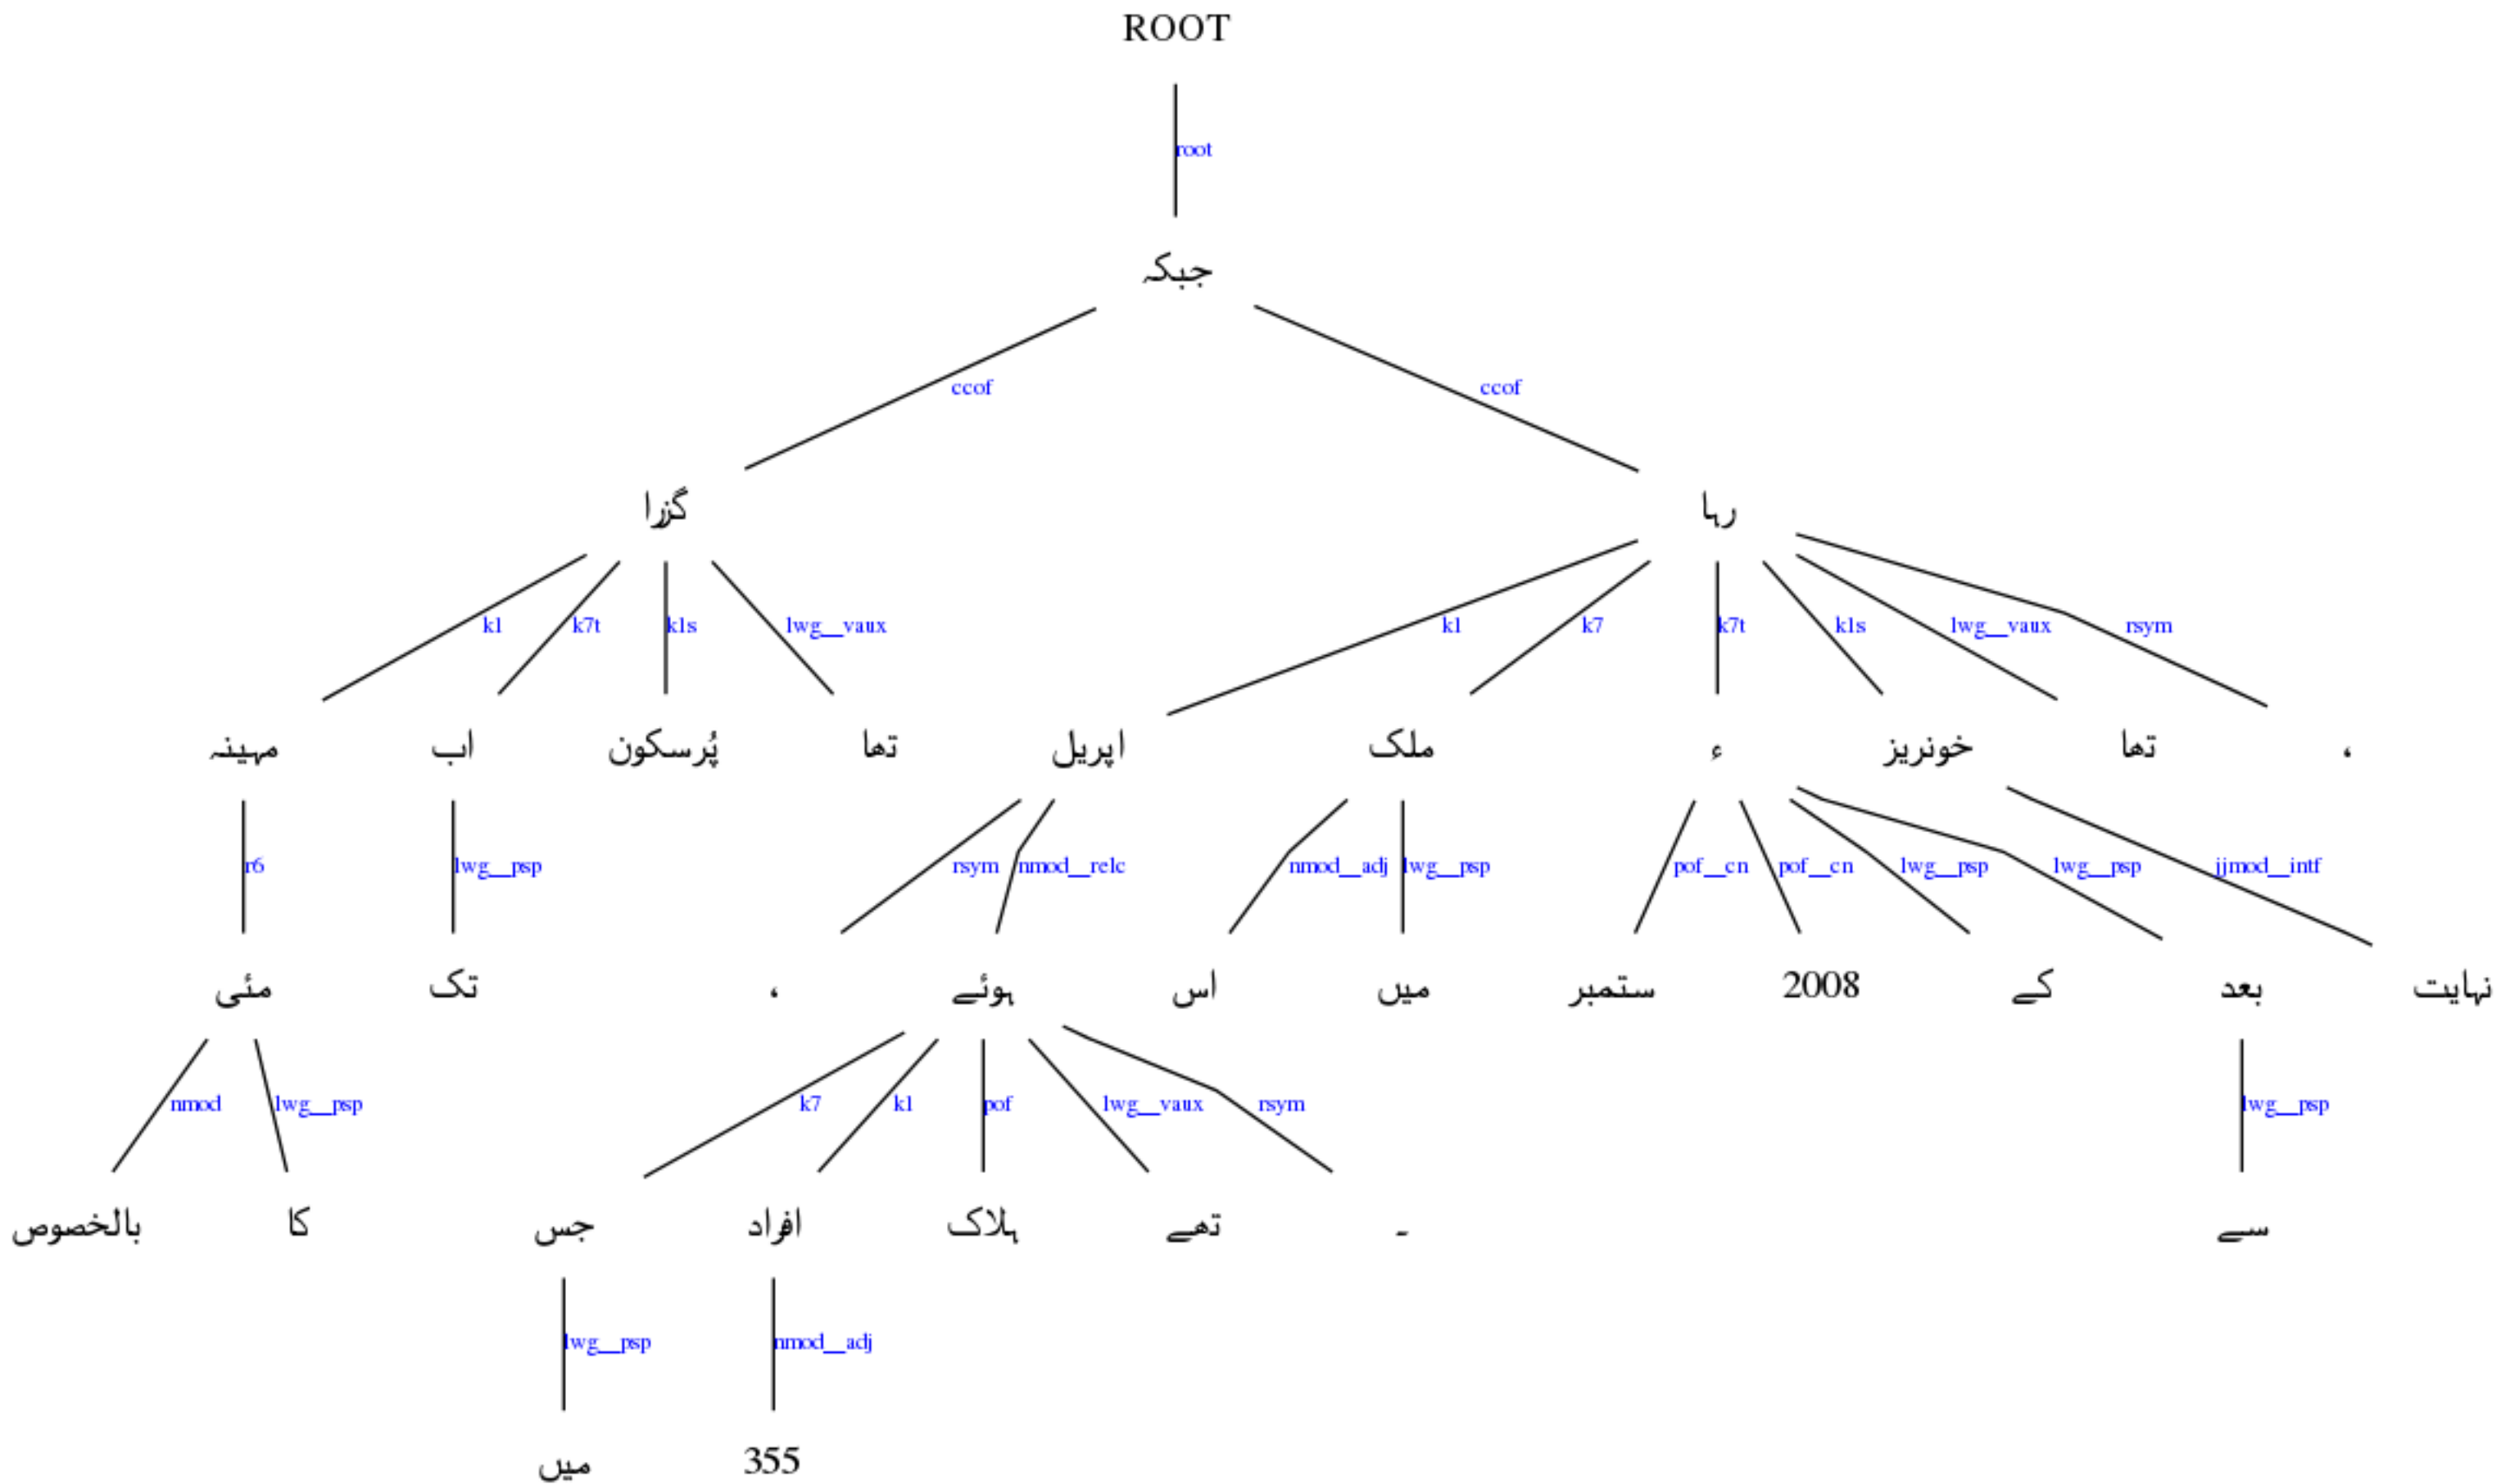 ROOT
root
جبکہ
ccof ccof
گزرا رہا
k1 k7t k1s lwg__vaux k1 k7 k7t k1s lwg__vaux rsym
مہینہ اب پُرسکون تھا اپریل ملک ء خونریز تھا ،
r6 lwg__psp rsym nmod__relc nmod__adj lwg__psp pof__cn pof__cn lwg__psp lwg__psp jjmod__intf
مئی تک ، ہوئے اس میں ستمبر 2008 کے بعد نہایت
nmod lwg__psp k7 k1 pof lwg__vaux rsym lwg__psp
بالخصوص کا جس افراد ہلاک تھے ۔ سے
lwg__psp nmod__adj
میں 355